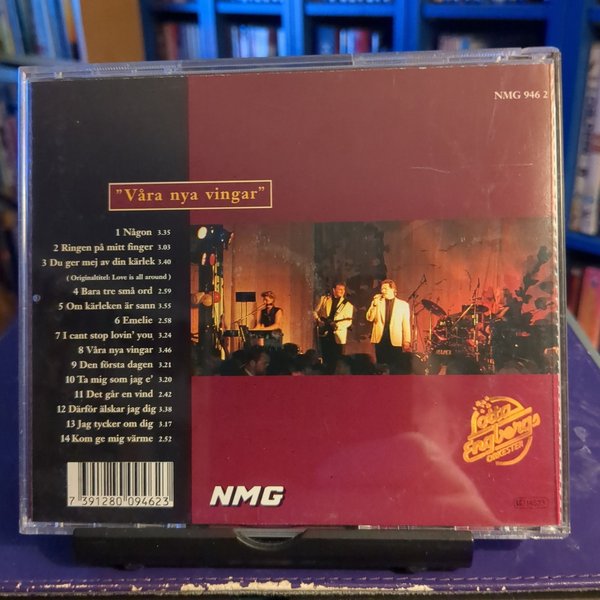 NMG 946 2
"Våra nya vingar"
1 Någon 3.35
2 Ringen på mitt finger 3.03
3 Du ger mej av din kärlek 3.40
( Originaltitel: Love is all around )
4 Bara tre små ord 2.59
5 Om kärleken är sann 3.55
6 Emelie 2.58
7 I cant stop lovin' you 3.24
8 Våra nya vingar 3.46
9 Den första dagen 3.21
10 Ta mig som jag e' 3.20
11 Det går en vind 2.42
12 Därför älskar jag dig 3.38
13 Jag tycker om dig 3.17
14 Kom ge mig värme 2.52
7 391280 094623
NMG
Lotta
Engbergs
ORKESTER